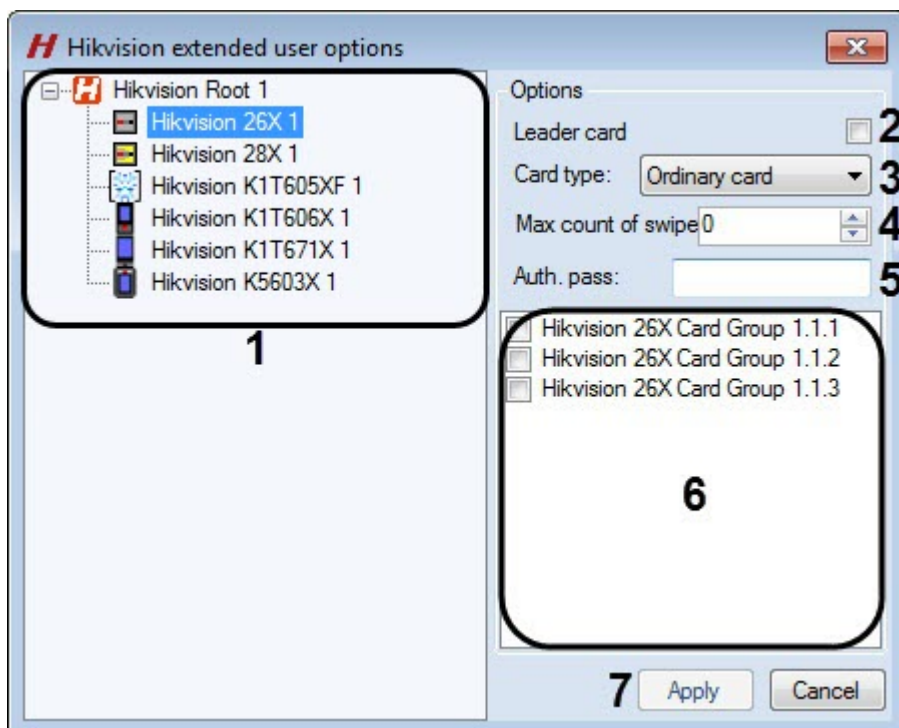 Hikvision extended user options
Hikvision Root 1
Hikvision 26X 1
Hikvision 28X 1
Hikvision K1T605XF 1
Hikvision K1T606X 1
Hikvision K1T671X 1
Hikvision K5603X 1
1
Options
Leader card 2
Card type: Ordinary card 3
Max count of swipe 0 4
Auth. pass: 5
Hikvision 26X Card Group 1.1.1
Hikvision 26X Card Group 1.1.2
Hikvision 26X Card Group 1.1.3
6
7 Apply Cancel